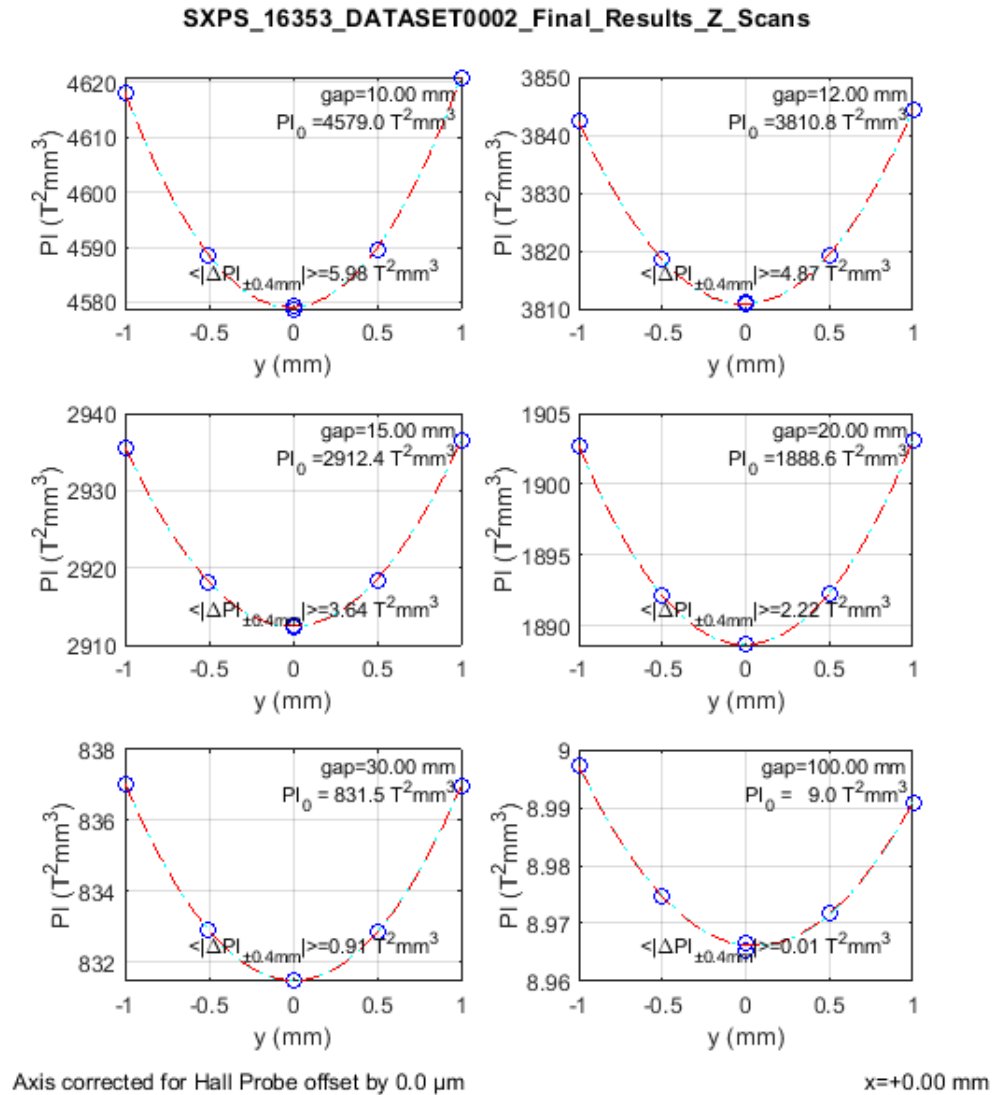 SXPS_16353_DATASET0002_Final_Results_Z_Scans
4620
4610
4600
4590
4580
PI (T²mm³)
gap=10.00 mm
PI₀ =4579.0 T²mm³
<|ΔPI±0.4mm|>=5.98 T²mm³
-1 -0.5 0 0.5 1
y (mm)
3850
3840
3830
3820
3810
PI (T²mm³)
gap=12.00 mm
PI₀ =3810.8 T²mm³
<|ΔPI±0.4mm|>=4.87 T²mm³
-1 -0.5 0 0.5 1
y (mm)
2940
2930
2920
2910
PI (T²mm³)
gap=15.00 mm
PI₀ =2912.4 T²mm³
<|ΔPI±0.4mm|>=3.64 T²mm³
-1 -0.5 0 0.5 1
y (mm)
1905
1900
1895
1890
PI (T²mm³)
gap=20.00 mm
PI₀ =1888.6 T²mm³
<|ΔPI±0.4mm|>=2.22 T²mm³
-1 -0.5 0 0.5 1
y (mm)
838
836
834
832
PI (T²mm³)
gap=30.00 mm
PI₀ = 831.5 T²mm³
<|ΔPI±0.4mm|>=0.91 T²mm³
-1 -0.5 0 0.5 1
y (mm)
9
8.99
8.98
8.97
8.96
PI (T²mm³)
gap=100.00 mm
PI₀ = 9.0 T²mm³
<|ΔPI±0.4mm|>=0.01 T²mm³
-1 -0.5 0 0.5 1
y (mm)
Axis corrected for Hall Probe offset by 0.0 µm
x=+0.00 mm